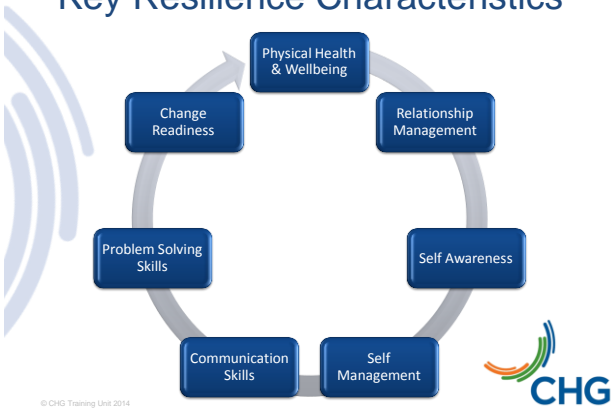 Key Resilience Characteristics
Physical Health
& Wellbeing
Relationship
Management
Self Awareness
Self
Management
Communication
Skills
Problem Solving
Skills
Change
Readiness
© CHG Training Unit 2014
CHG